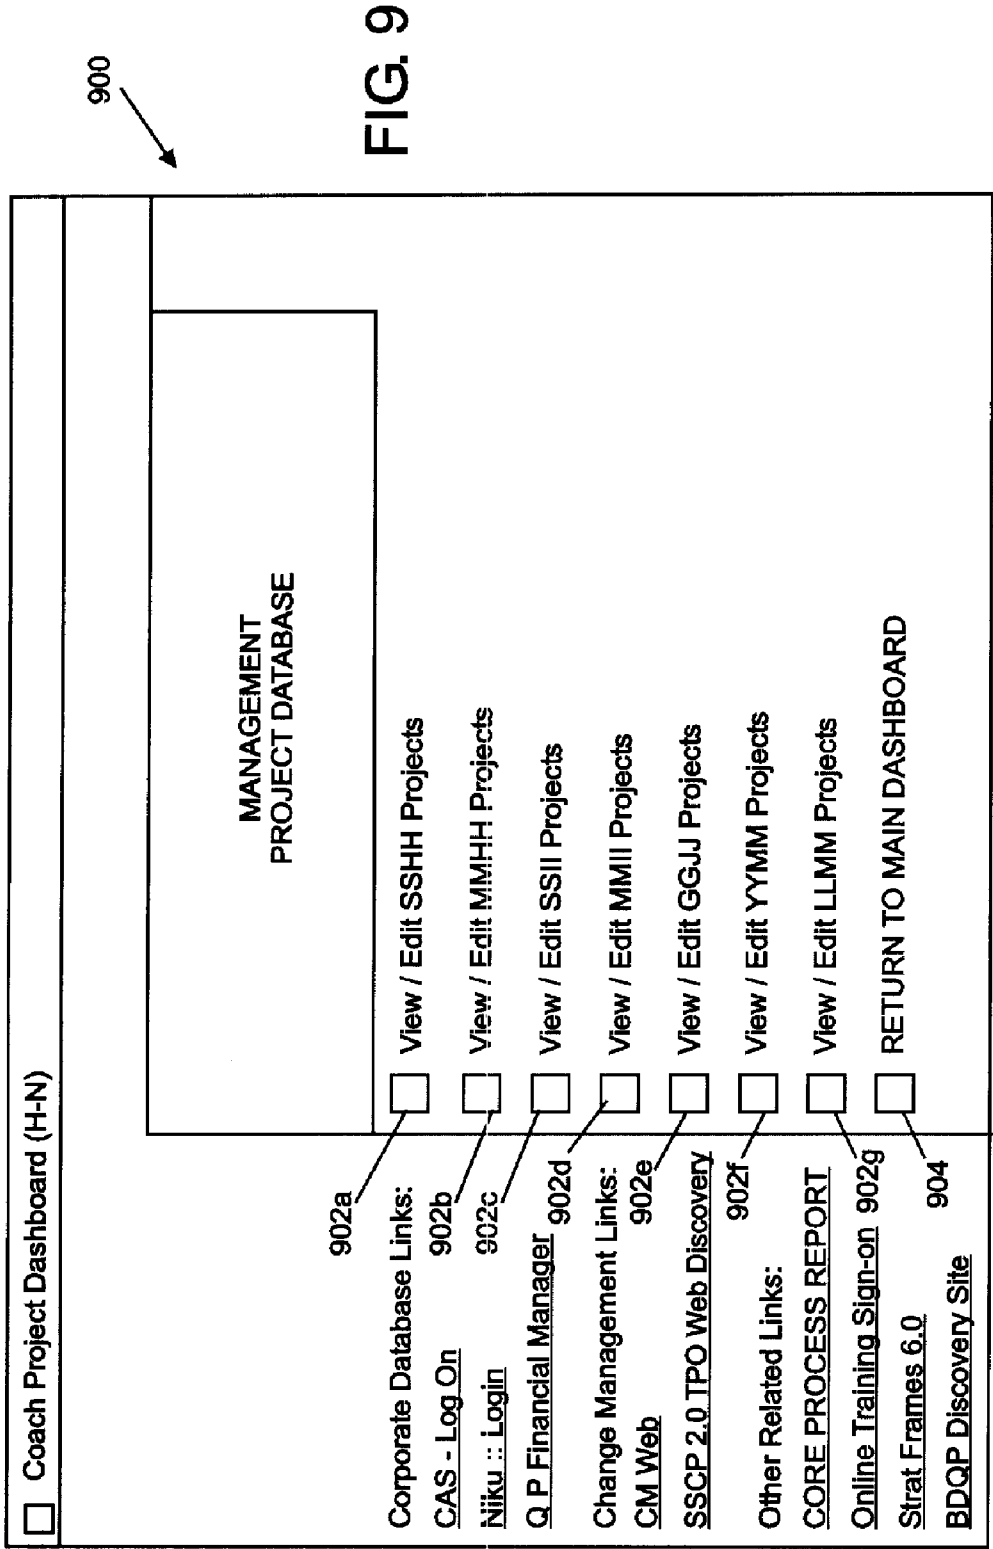 Coach Project Dashboard (H-N)
900
FIG. 9
MANAGEMENT
PROJECT DATABASE
902a
View / Edit SSHH Projects
902b
View / Edit MMHH Projects
902c
View / Edit SSII Projects
902d
View / Edit MMII Projects
902e
View / Edit GGJJ Projects
902f
View / Edit YYMM Projects
902g
View / Edit LLMM Projects
904
RETURN TO MAIN DASHBOARD
Corporate Database Links:
CAS - Log On
Niku :: Login
Q P Financial Manager
Change Management Links:
CM Web
SSCP 2.0 TPO Web Discovery
Other Related Links:
CORE PROCESS REPORT
Online Training Sign-on
Strat Frames 6.0
BDQP Discovery Site